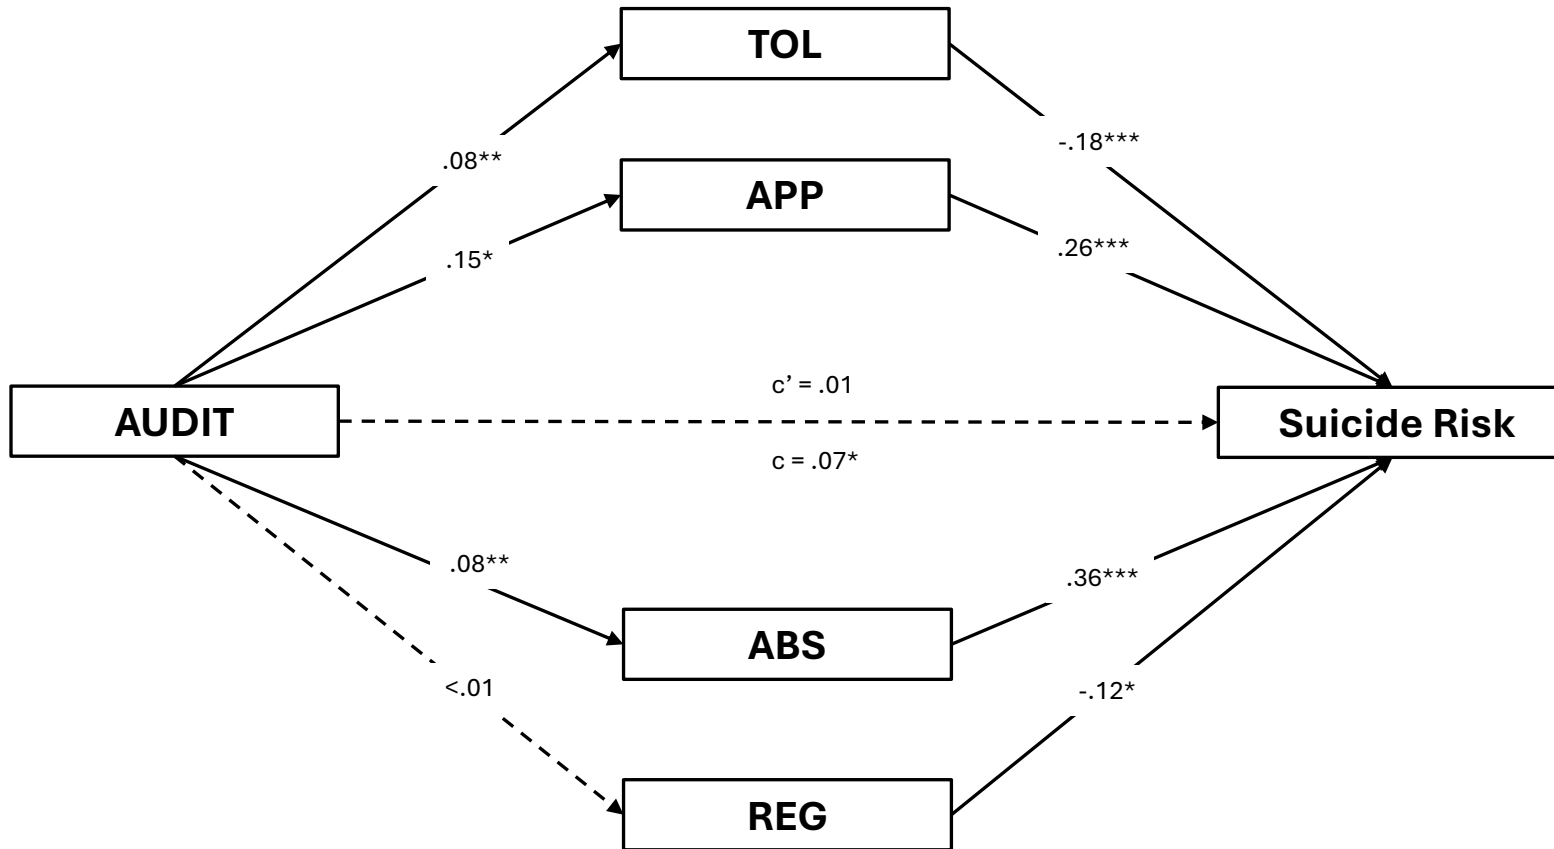 TOL
-.18***
.08**
APP
.26***
.15*
c’ = .01
AUDIT
Suicide Risk
c = .07*
.08**
.36***
ABS
<.01
-.12*
REG